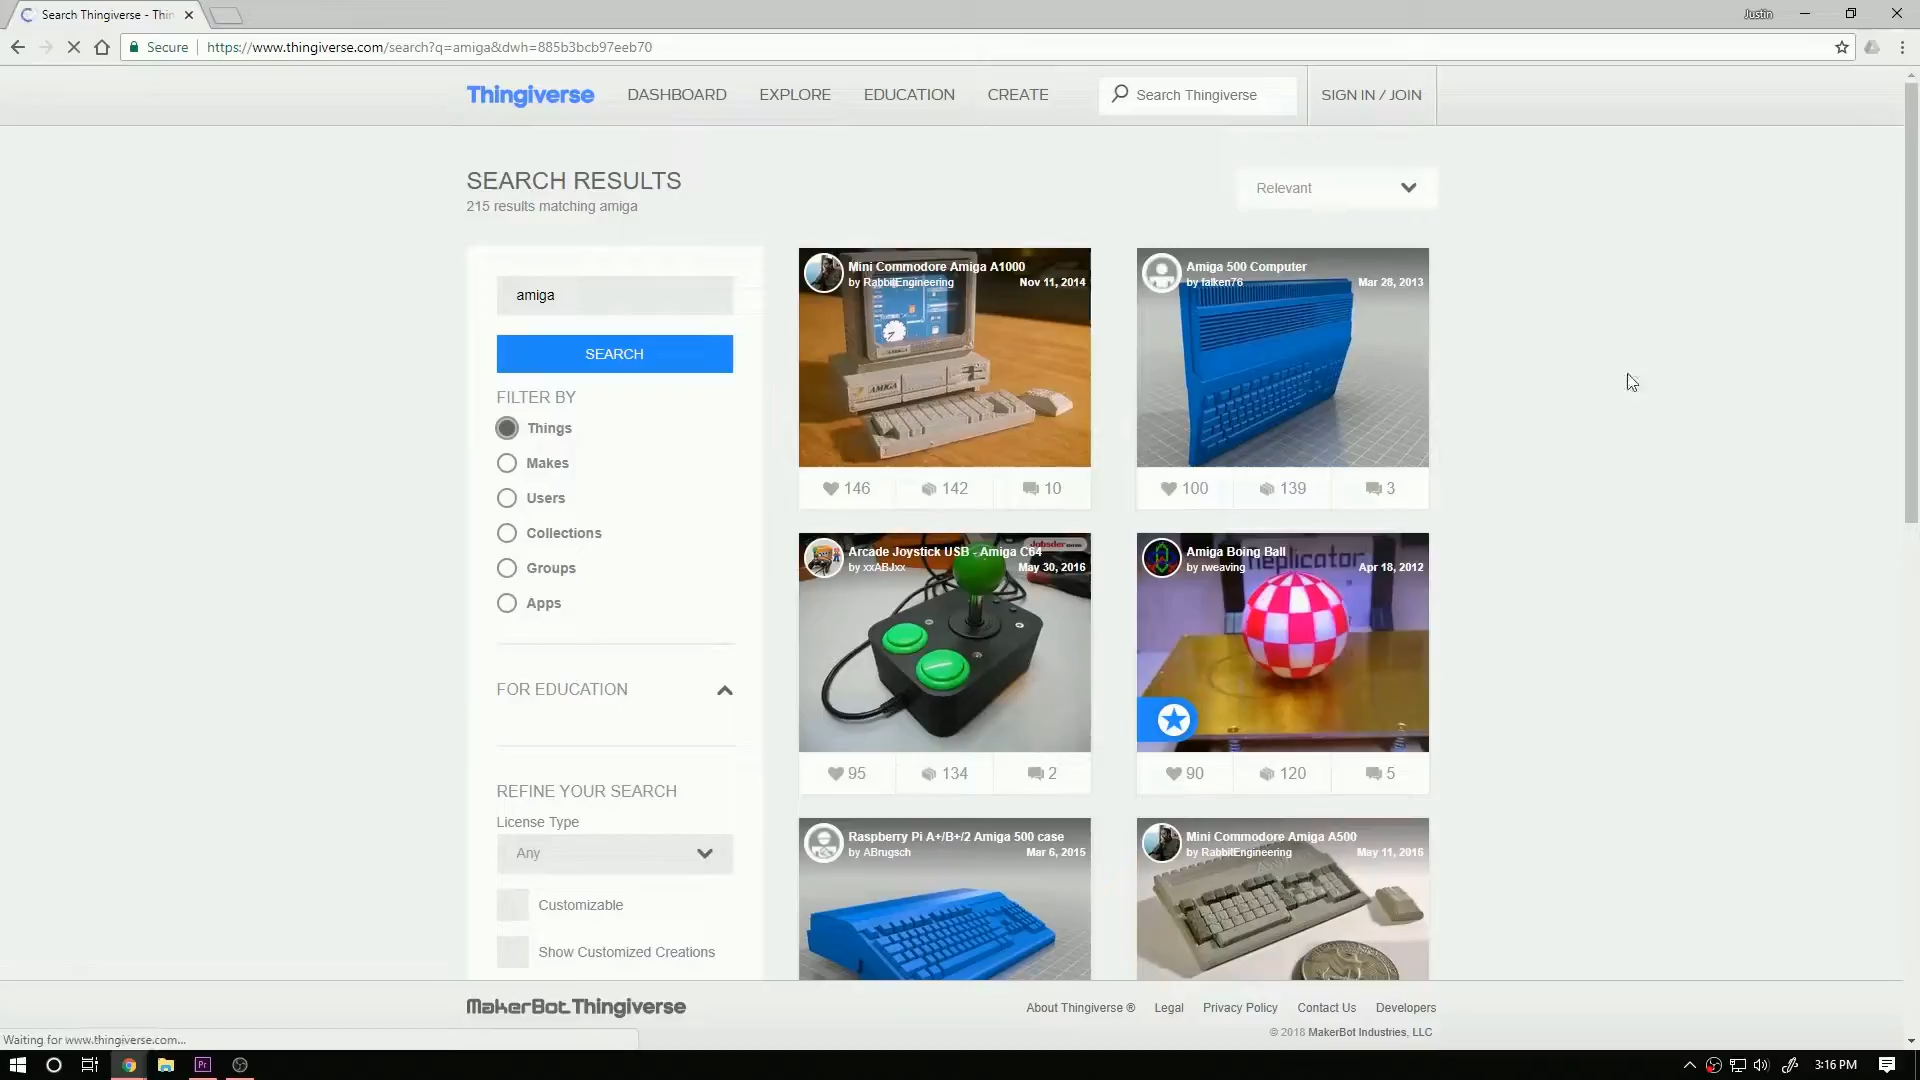 Search Thingiverse - Thin
Justin
Secure
https://www.thingiverse.com/search?q=amiga&dwh=885b3bcb97eeb70
Thingiverse
DASHBOARD
EXPLORE
EDUCATION
CREATE
Search Thingiverse
SIGN IN / JOIN
SEARCH RESULTS
215 results matching amiga
Relevant
amiga
SEARCH
FILTER BY
Things
Makes
Users
Collections
Groups
Apps
FOR EDUCATION
REFINE YOUR SEARCH
License Type
Any
Customizable
Show Customized Creations
Mini Commodore Amiga A1000
by RabbitEngineering
Nov 11, 2014
AMIGA
146
142
10
Amiga 500 Computer
by falken76
Mar 28, 2013
100
139
3
Arcade Joystick USB - Amiga C64
by xxABJxx
May 30, 2016
95
134
2
Amiga Boing Ball
by rweaving
Apr 18, 2012
Replicator
90
120
5
Raspberry Pi A+/B+/2 Amiga 500 case
by ABrugsch
Mar 6, 2015
Mini Commodore Amiga A500
by RabbitEngineering
May 11, 2016
MakerBot Thingiverse
About Thingiverse ®
Legal
Privacy Policy
Contact Us
Developers
© 2018 MakerBot Industries, LLC
Waiting for www.thingiverse.com...
Pr
3:16 PM